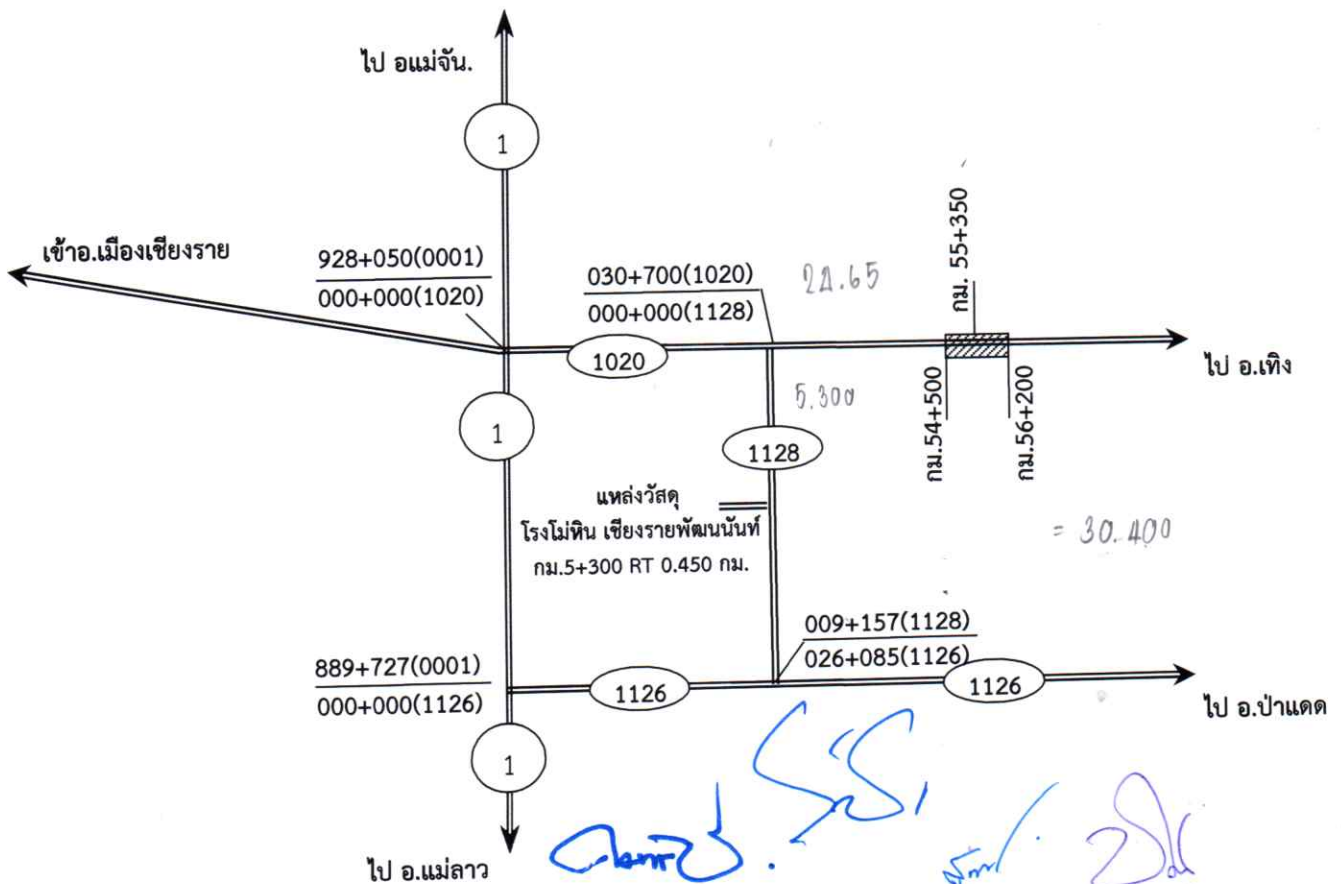 ไป อแม่จัน.
1
เข้าอ.เมืองเชียงราย
928+050(0001)
000+000(1020)
030+700(1020)
000+000(1128)
24.65
กม. 55+350
1020
ไป อ.เทิง
1
5.300
กม.54+500
กม.56+200
1128
แหล่งวัสดุ
โรงโม่หิน เชียงรายพัฒนนันท์
กม.5+300 RT 0.450 กม.
= 30.400
009+157(1128)
026+085(1126)
889+727(0001)
000+000(1126)
1126
1126
ไป อ.ป่าแดด
1
ไป อ.แม่ลาว